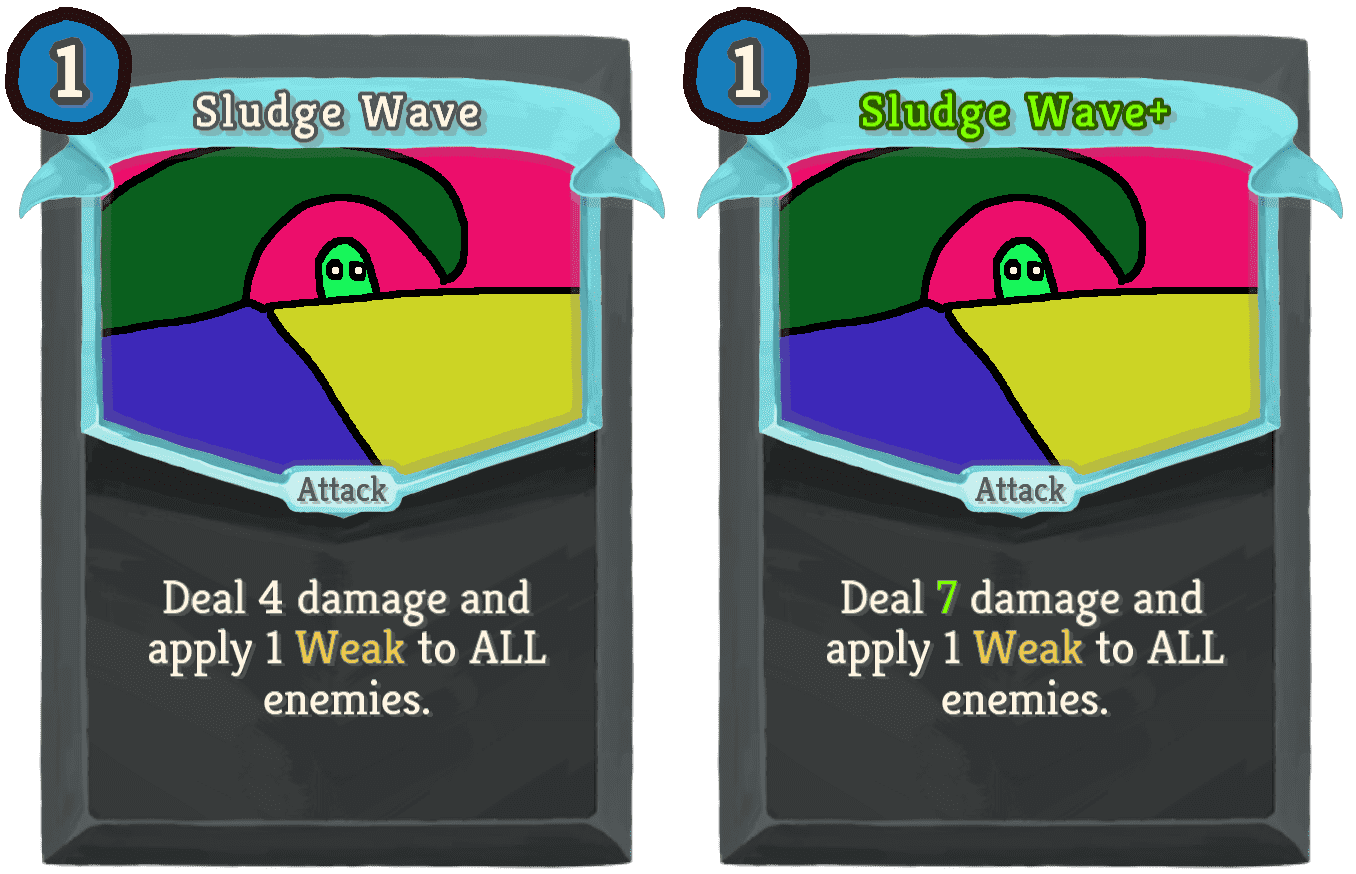 1
Sludge Wave
Attack
Deal 4 damage and
apply 1 Weak to ALL
enemies.
1
Sludge Wave+
Attack
Deal 7 damage and
apply 1 Weak to ALL
enemies.